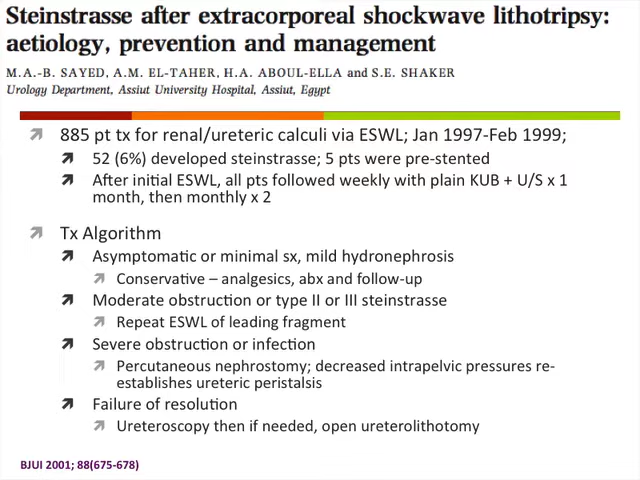 Steinstrasse after extracorporeal shockwave lithotripsy:
aetiology, prevention and management
M.A.-B. SAYED, A.M. EL-TAHER, H.A. ABOUL-ELLA and S.E. SHAKER
Urology Department, Assiut University Hospital, Assiut, Egypt
885 pt tx for renal/ureteric calculi via ESWL; Jan 1997-Feb 1999;
52 (6%) developed steinstrasse; 5 pts were pre-stented
After initial ESWL, all pts followed weekly with plain KUB + U/S x 1
month, then monthly x 2
Tx Algorithm
Asymptomatic or minimal sx, mild hydronephrosis
Conservative – analgesics, abx and follow-up
Moderate obstruction or type II or III steinstrasse
Repeat ESWL of leading fragment
Severe obstruction or infection
Percutaneous nephrostomy; decreased intrapelvic pressures re-
establishes ureteric peristalsis
Failure of resolution
Ureteroscopy then if needed, open ureterolithotomy
BJUI 2001; 88(675-678)